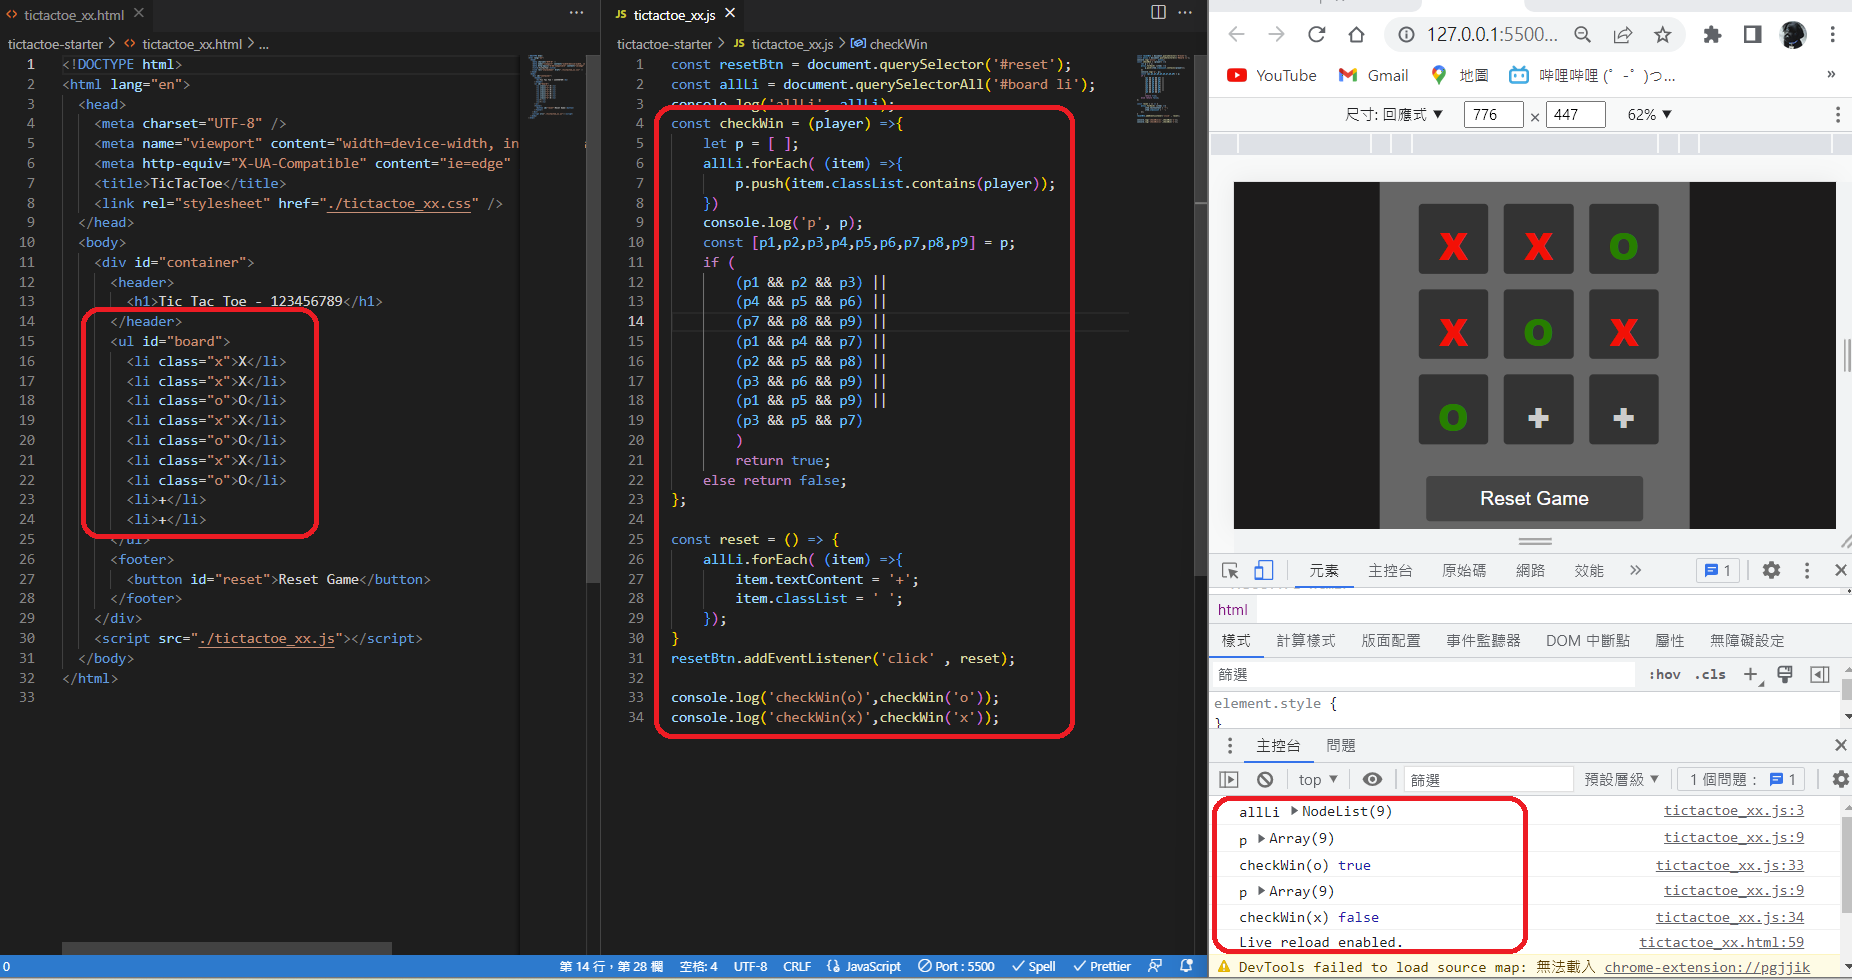 tictactoe_xx.html
tictactoe-starter > tictactoe_xx.html > ...
1 <!DOCTYPE html>
2 <html lang="en">
3 <head>
4 <meta charset="UTF-8" />
5 <meta name="viewport" content="width=device-width, in
6 <meta http-equiv="X-UA-Compatible" content="ie=edge"
7 <title>TicTacToe</title>
8 <link rel="stylesheet" href="./tictactoe_xx.css" />
9 </head>
10 <body>
11 <div id="container">
12 <header>
13 <h1>Tic Tac Toe - 123456789</h1>
14 </header>
15 <ul id="board">
16 <li class="x">X</li>
17 <li class="x">X</li>
18 <li class="o">O</li>
19 <li class="x">X</li>
20 <li class="o">O</li>
21 <li class="x">X</li>
22 <li class="o">O</li>
23 <li>+</li>
24 <li>+</li>
25 </ul>
26 <footer>
27 <button id="reset">Reset Game</button>
28 </footer>
29 </div>
30 <script src="./tictactoe_xx.js"></script>
31 </body>
32 </html>
33
JS tictactoe_xx.js
tictactoe-starter > JS tictactoe_xx.js > checkWin
1 const resetBtn = document.querySelector('#reset');
2 const allLi = document.querySelectorAll('#board li');
3 console.log('allLi', allLi);
4 const checkWin = (player) =>{
5 let p = [ ];
6 allLi.forEach( (item) =>{
7 p.push(item.classList.contains(player));
8 })
9 console.log('p', p);
10 const [p1,p2,p3,p4,p5,p6,p7,p8,p9] = p;
11 if (
12 (p1 && p2 && p3) ||
13 (p4 && p5 && p6) ||
14 (p7 && p8 && p9) ||
15 (p1 && p4 && p7) ||
16 (p2 && p5 && p8) ||
17 (p3 && p6 && p9) ||
18 (p1 && p5 && p9) ||
19 (p3 && p5 && p7)
20 )
21 return true;
22 else return false;
23 };
24
25 const reset = () => {
26 allLi.forEach( (item) =>{
27 item.textContent = '+';
28 item.classList = ' ';
29 });
30 }
31 resetBtn.addEventListener('click' , reset);
32
33 console.log('checkWin(o)',checkWin('o'));
34 console.log('checkWin(x)',checkWin('x'));
0
第 14 行，第 28 欄 空格: 4 UTF-8 CRLF JavaScript Port : 5500 Spell Prettier
127.0.0.1:5500...
YouTube Gmail 地圖 哔哩哔哩 (゜-゜)つ... »
尺寸: 回應式 ▼ 776 × 447 62% ▼
X X O
X O X
O + +
Reset Game
元素 主控台 原始碼 網路 效能 » 1
html
樣式 計算樣式 版面配置 事件監聽器 DOM 中斷點 屬性 無障礙設定
篩選 :hov .cls +
element.style {
}
主控台 問題
top ▼ 篩選 預設層級 ▼ 1 個問題： 1
allLi ▶NodeList(9) tictactoe_xx.js:3
p ▶Array(9) tictactoe_xx.js:9
checkWin(o) true tictactoe_xx.js:33
p ▶Array(9) tictactoe_xx.js:9
checkWin(x) false tictactoe_xx.js:34
Live reload enabled. tictactoe_xx.html:59
DevTools failed to load source map: 無法載入 chrome-extension://pgjjik